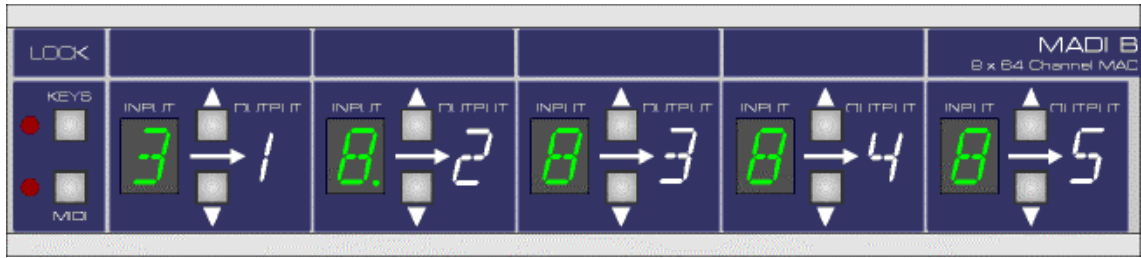 LOCK
MADI B
8 x 64 Channel MAD
KEYS
INPUT OUTPUT INPUT OUTPUT INPUT OUTPUT INPUT OUTPUT INPUT OUTPUT
3 1 8. 2 8 3 8 4 8 5
MIDI